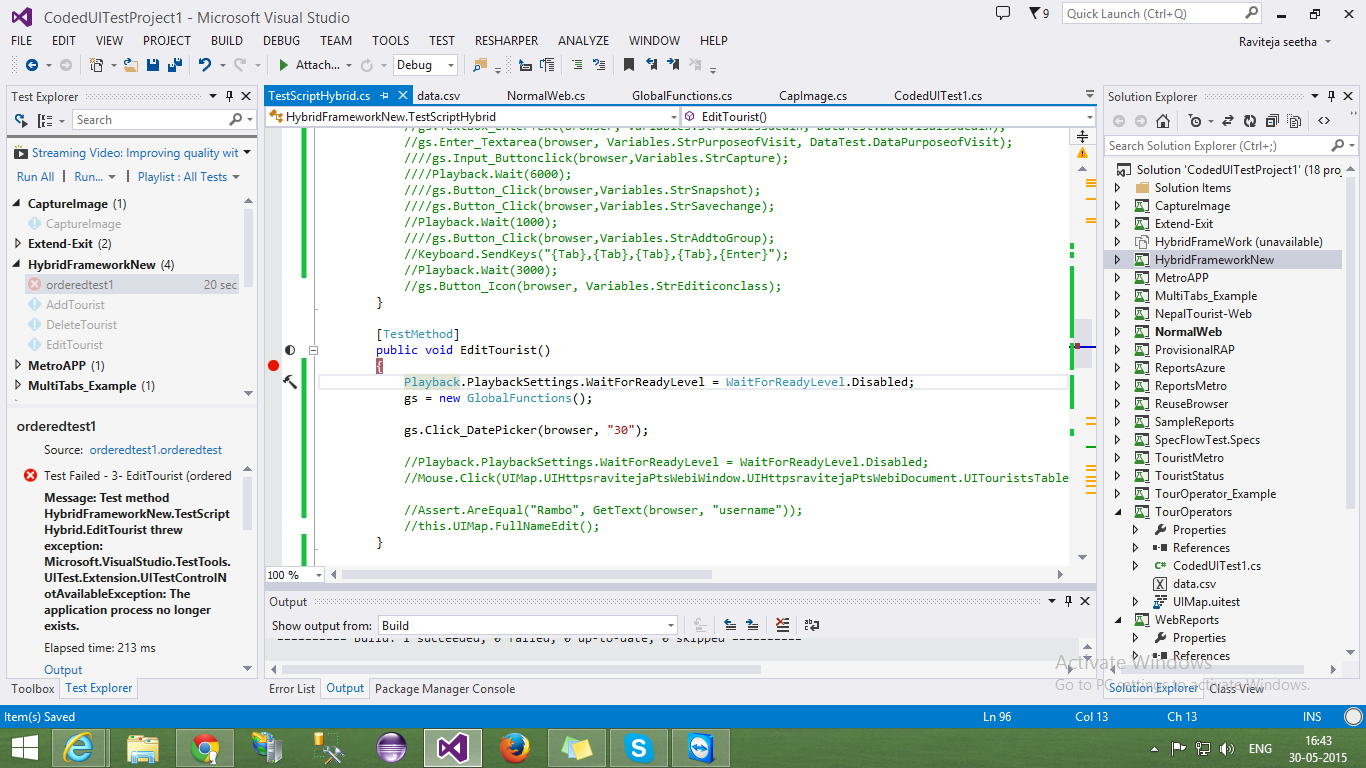 CodedUITestProject1 - Microsoft Visual Studio
9
Quick Launch (Ctrl+Q)
FILE EDIT VIEW PROJECT BUILD DEBUG TEAM TOOLS TEST RESHARPER ANALYZE WINDOW HELP
Raviteja seetha
Attach...
Debug
Test Explorer
Search
Streaming Video: Improving quality wit
Run All | Run... | Playlist : All Tests
CaptureImage (1)
CaptureImage
Extend-Exit (2)
HybridFrameworkNew (4)
orderedtest1 20 sec
AddTourist
DeleteTourist
EditTourist
MetroAPP (1)
MultiTabs_Example (1)
orderedtest1
Source: orderedtest1.orderedtest
Test Failed - 3- EditTourist (ordered
Message: Test method
HybridFrameworkNew.TestScript
Hybrid.EditTourist threw
exception:
Microsoft.VisualStudio.TestTools.
UITest.Extension.UITestControlN
otAvailableException: The
application process no longer
exists.
Elapsed time: 213 ms
Output
Toolbox
Test Explorer
TestScriptHybrid.cs data.csv NormalWeb.cs GlobalFunctions.cs CapImage.cs CodedUITest1.cs
HybridFrameworkNew.TestScriptHybrid
EditTourist()
//gs.Enter_Textarea(browser, Variables.StrPurposeofVisit, DataTest.DataPurposeofVisit);
////gs.Input_Buttonclick(browser,Variables.StrCapture);
////Playback.Wait(6000);
////gs.Button_Click(browser,Variables.StrSnapshot);
////gs.Button_Click(browser,Variables.StrSavechange);
//Playback.Wait(1000);
////gs.Button_Click(browser,Variables.StrAddtoGroup);
//Keyboard.SendKeys("{Tab},{Tab},{Tab},{Tab},{Enter}");
//Playback.Wait(3000);
//gs.Button_Icon(browser, Variables.StrEditiconclass);
}
[TestMethod]
public void EditTourist()
{
Playback.PlaybackSettings.WaitForReadyLevel = WaitForReadyLevel.Disabled;
gs = new GlobalFunctions();
gs.Click_DatePicker(browser, "30");
//Playback.PlaybackSettings.WaitForReadyLevel = WaitForReadyLevel.Disabled;
//Mouse.Click(UIMap.UIHttpsravitejaPtsWebiWindow.UIHttpsravitejaPtsWebiDocument.UITouristsTable
//Assert.AreEqual("Rambo", GetText(browser, "username"));
//this.UIMap.FullNameEdit();
}
100 %
Output
Show output from: Build
========== Build: 1 succeeded, 0 failed, 0 up-to-date, 0 skipped ==========
Error List
Output
Package Manager Console
Solution Explorer
Search Solution Explorer (Ctrl+;)
Solution 'CodedUITestProject1' (18 proj
Solution Items
CaptureImage
Extend-Exit
HybridFrameWork (unavailable)
HybridFrameworkNew
MetroAPP
MultiTabs_Example
NepalTourist-Web
NormalWeb
ProvisionalRAP
ReportsAzure
ReportsMetro
ReuseBrowser
SampleReports
SpecFlowTest.Specs
TouristMetro
TouristStatus
TourOperator_Example
TourOperators
Properties
References
C# CodedUITest1.cs
data.csv
UIMap.uitest
WebReports
Properties
References
Activate Windows
Go to PC settings to activate Windows.
Solution Explorer
Class View
Item(s) Saved
Ln 96
Col 13
Ch 13
INS
ENG
16:43
30-05-2015